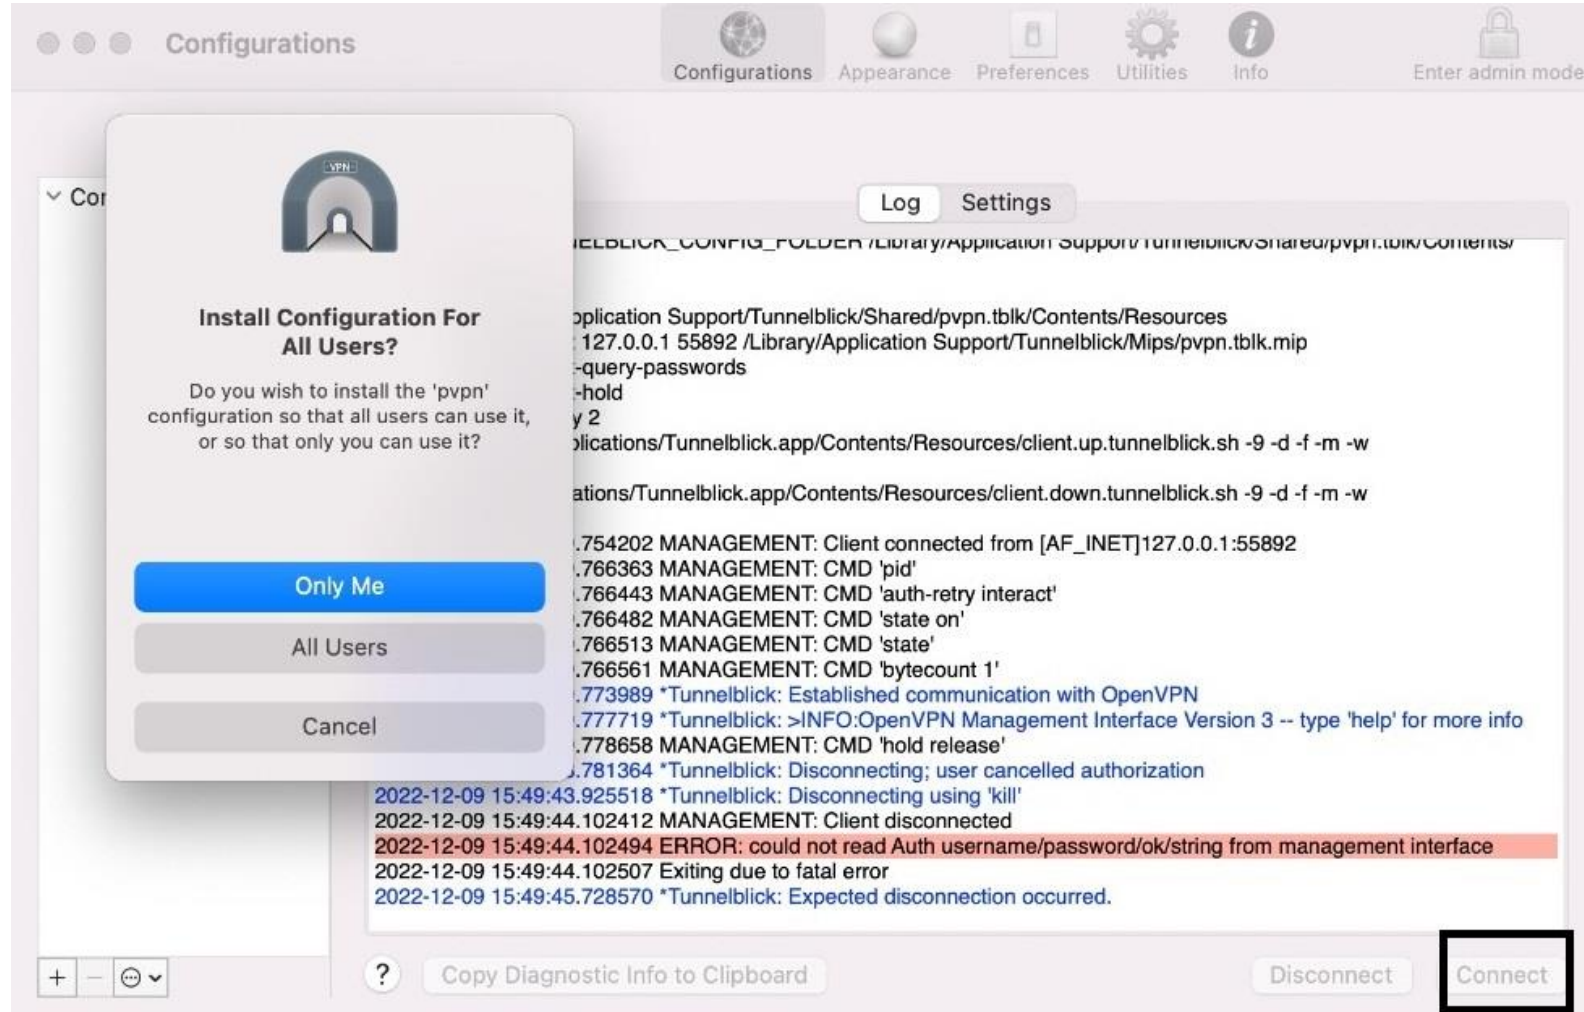 Configurations
Configurations
Appearance
Preferences
Utilities
Info
Enter admin mode
VPN
Install Configuration For
All Users?
Do you wish to install the 'pvpn'
configuration so that all users can use it,
or so that only you can use it?
Only Me
All Users
Cancel
Log
Settings
/Library/Application Support/Tunnelblick/Shared/pvpn.tblk/Contents/
Support/Tunnelblick/Shared/pvpn.tblk/Contents/Resources
127.0.0.1 55892 /Library/Application Support/Tunnelblick/Mips/pvpn.tblk.mip
-query-passwords
-hold
y 2
/Tunnelblick.app/Contents/Resources/client.up.tunnelblick.sh -9 -d -f -m -w
/Tunnelblick.app/Contents/Resources/client.down.tunnelblick.sh -9 -d -f -m -w
.754202 MANAGEMENT: Client connected from [AF_INET]127.0.0.1:55892
.766363 MANAGEMENT: CMD 'pid'
.766443 MANAGEMENT: CMD 'auth-retry interact'
.766482 MANAGEMENT: CMD 'state on'
.766513 MANAGEMENT: CMD 'state'
.766561 MANAGEMENT: CMD 'bytecount 1'
.773989 *Tunnelblick: Established communication with OpenVPN
.777719 *Tunnelblick: >INFO:OpenVPN Management Interface Version 3 -- type 'help' for more info
.778658 MANAGEMENT: CMD 'hold release'
.781364 *Tunnelblick: Disconnecting; user cancelled authorization
2022-12-09 15:49:43.925518 *Tunnelblick: Disconnecting using 'kill'
2022-12-09 15:49:44.102412 MANAGEMENT: Client disconnected
2022-12-09 15:49:44.102494 ERROR: could not read Auth username/password/ok/string from management interface
2022-12-09 15:49:44.102507 Exiting due to fatal error
2022-12-09 15:49:45.728570 *Tunnelblick: Expected disconnection occurred.
?
Copy Diagnostic Info to Clipboard
Disconnect
Connect